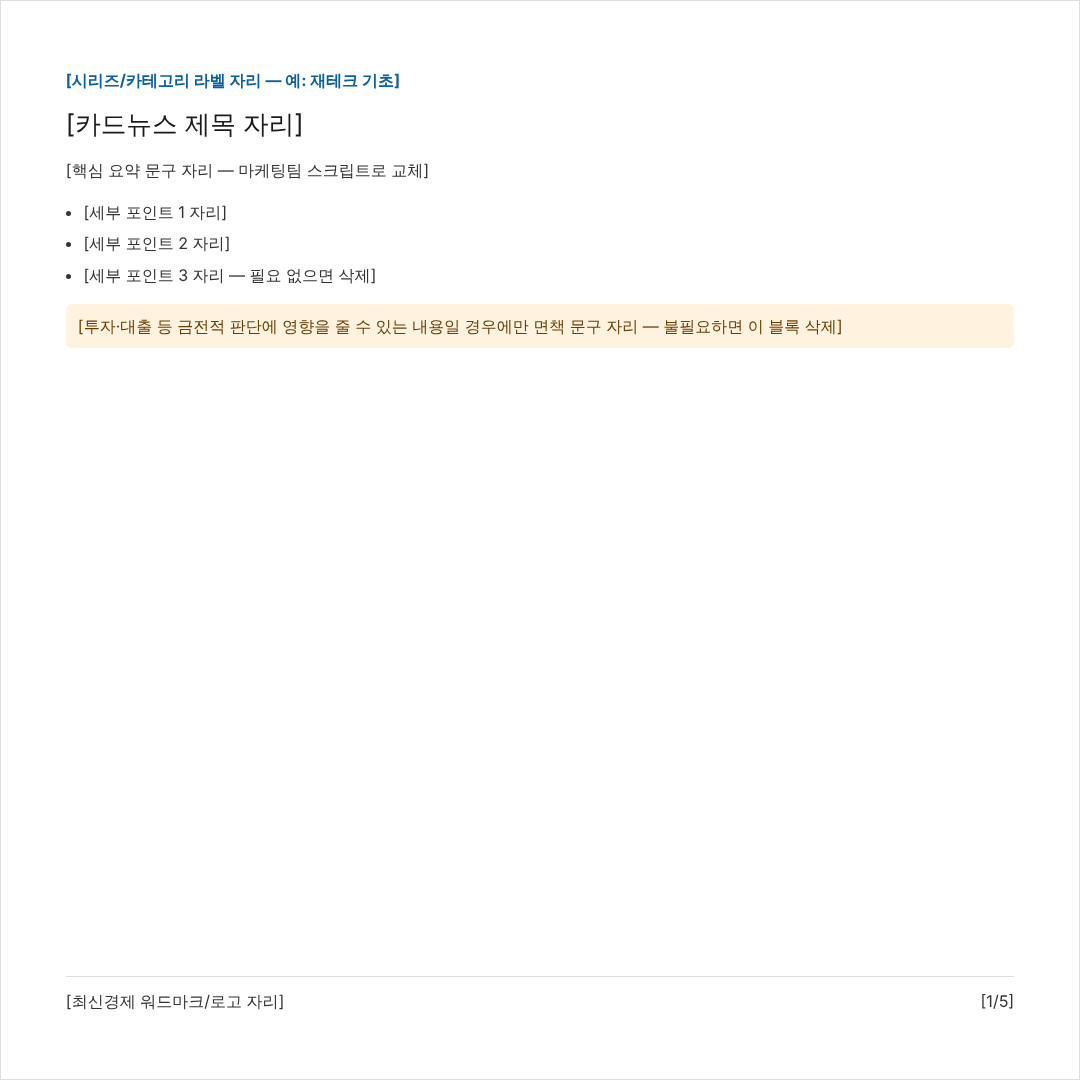 [시리즈/카테고리 라벨 자리 — 예: 재테크 기초]
[카드뉴스 제목 자리]
[핵심 요약 문구 자리 — 마케팅팀 스크립트로 교체]
• [세부 포인트 1 자리]
• [세부 포인트 2 자리]
• [세부 포인트 3 자리 — 필요 없으면 삭제]
[투자·대출 등 금전적 판단에 영향을 줄 수 있는 내용일 경우에만 면책 문구 자리 — 불필요하면 이 블록 삭제]
[최신경제 워드마크/로고 자리]
[1/5]